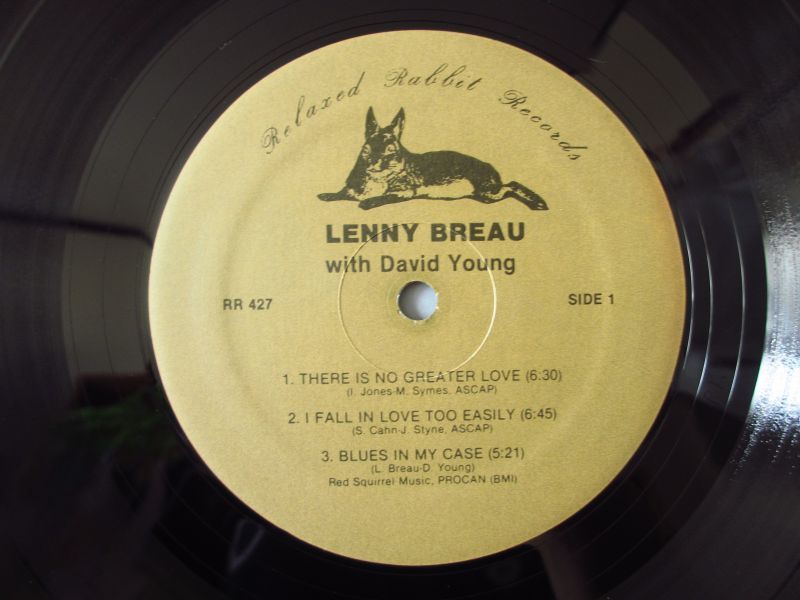 Relaxed Rabbit Records
LENNY BREAU
with David Young
RR 427
SIDE 1
1. THERE IS NO GREATER LOVE (6:30)
(I. Jones-M. Symes, ASCAP)
2. I FALL IN LOVE TOO EASILY (6:45)
(S. Cahn-J. Styne, ASCAP)
3. BLUES IN MY CASE (5:21)
(L. Breau-D. Young)
Red Squirrel Music, PROCAN (BMI)